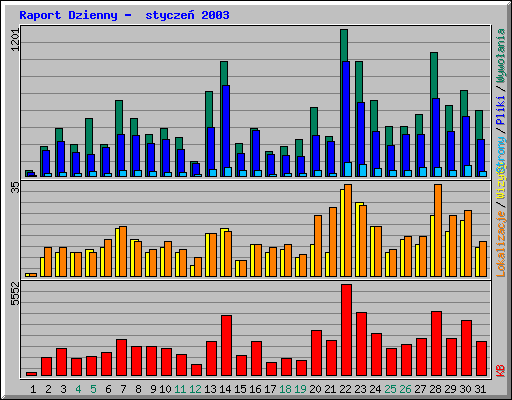 Raport Dzienny - styczeń 2003
1201
35
5552
Wywołania / Pliki / Strony
Lokalizacje / Wizyty
KB
1 2 3 4 5 6 7 8 9 10 11 12 13 14 15 16 17 18 19 20 21 22 23 24 25 26 27 28 29 30 31